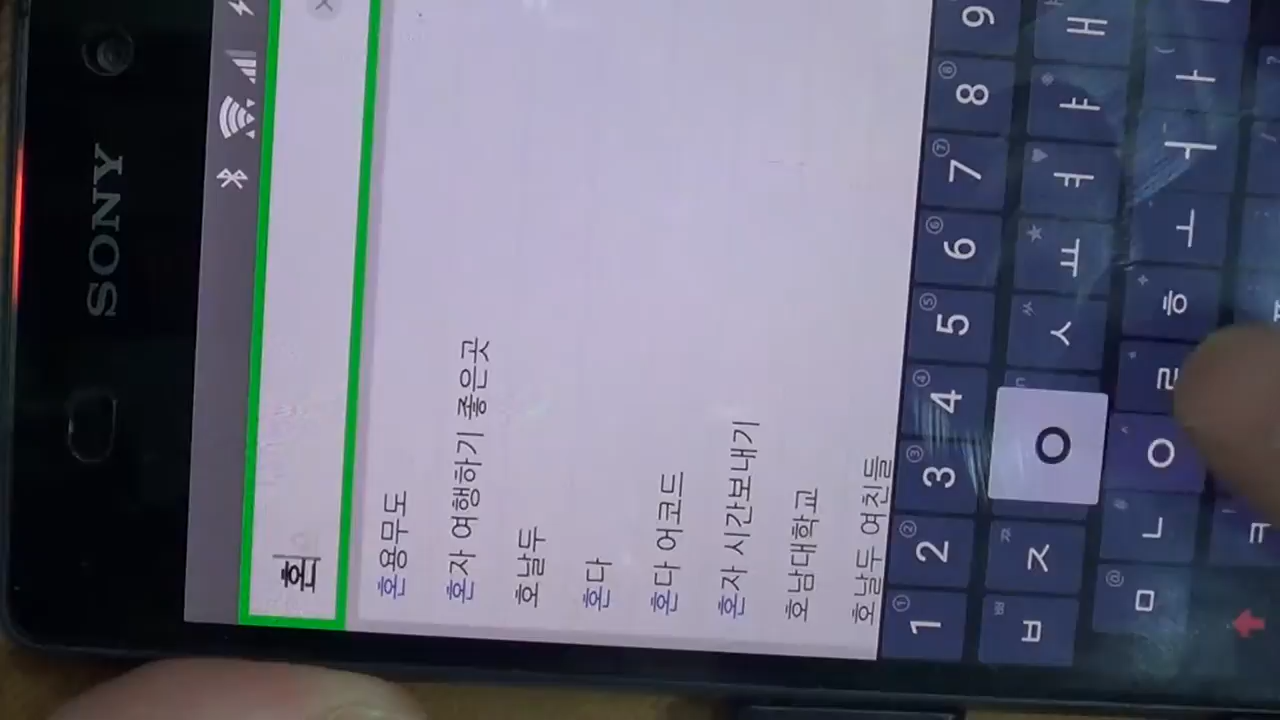 SONY
혼
혼용무도
혼자 여행하기 좋은곳
호날두
혼다
혼다 어코드
혼자 시간보내기
호남대학교
호날두 여친들
1 2 3 4 5 6 7 8 9
ㅂ ㅈ ㅇ ㅅ ㅛ ㅕ ㅑ ㅐ
ㅁ ㄴ ㅇ ㄹ ㅎ ㅗ ㅓ ㅏ
ㅋ